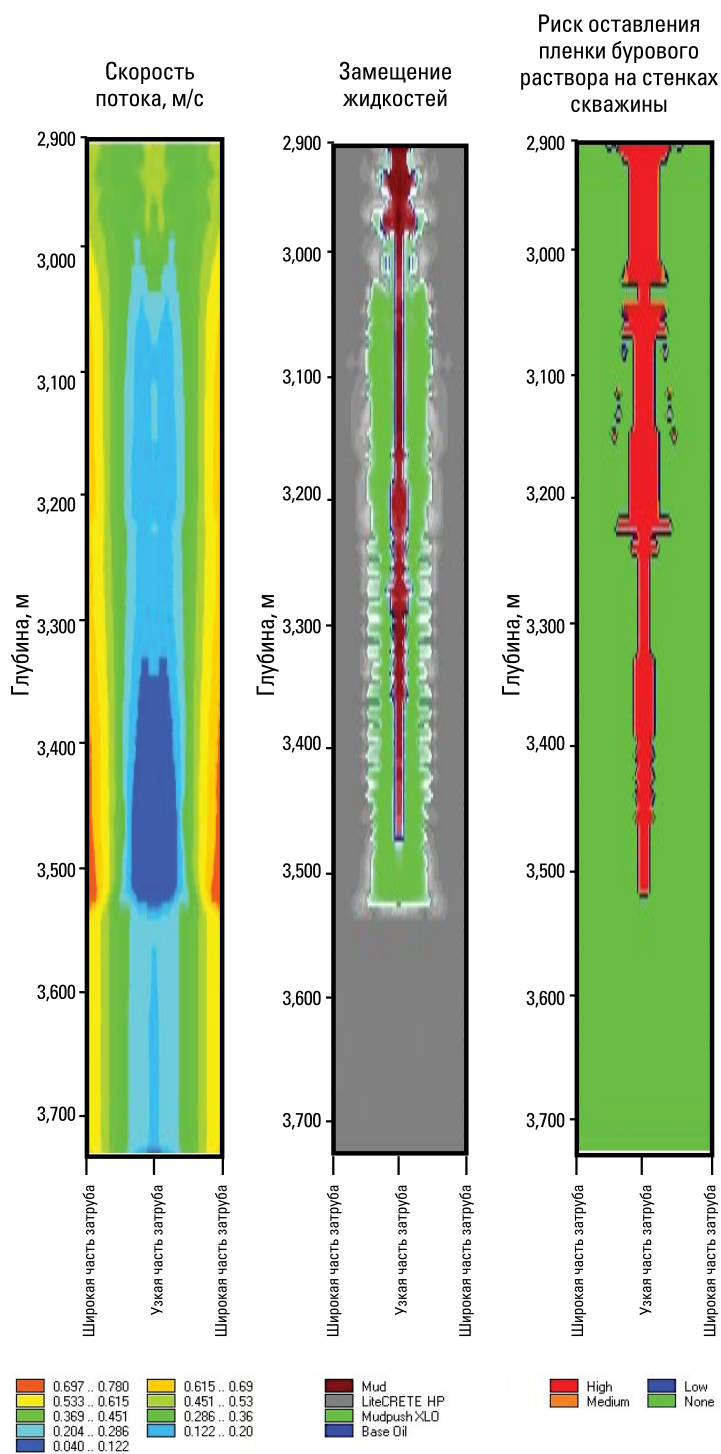 Скорость
потока, м/с
Замещение
жидкостей
Риск оставления
пленки бурового
раствора на стенках
скважины
Глубина, м
2,900
3,000
3,100
3,200
3,300
3,400
3,500
3,600
3,700
Широкая часть затруба
Узкая часть затруба
Широкая часть затруба
Глубина, м
2,900
3,000
3,100
3,200
3,300
3,400
3,500
3,600
3,700
Широкая часть затруба
Узкая часть затруба
Широкая часть затруба
Глубина, м
2,900
3,000
3,100
3,200
3,300
3,400
3,500
3,600
3,700
Широкая часть затруба
Узкая часть затруба
Широкая часть затруба
0.697 .. 0.780
0.615 .. 0.69
0.533 .. 0.615
0.451 .. 0.53
0.369 .. 0.451
0.286 .. 0.36
0.204 .. 0.286
0.122 .. 0.20
0.040 .. 0.122
Mud
LiteCRETE HP
Mudpush XLO
Base Oil
High
Low
Medium
None